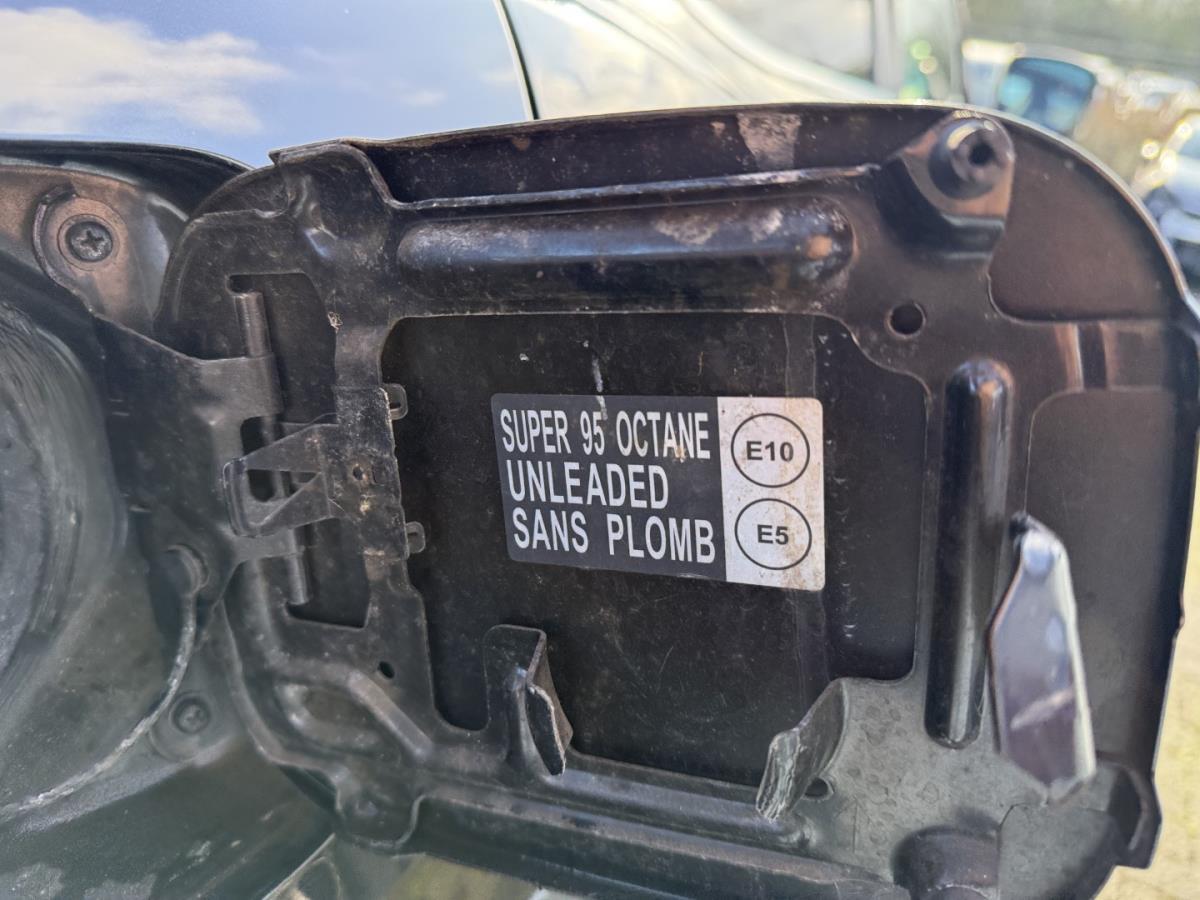 SUPER 95 OCTANE
UNLEADED
SANS PLOMB
E10
E5